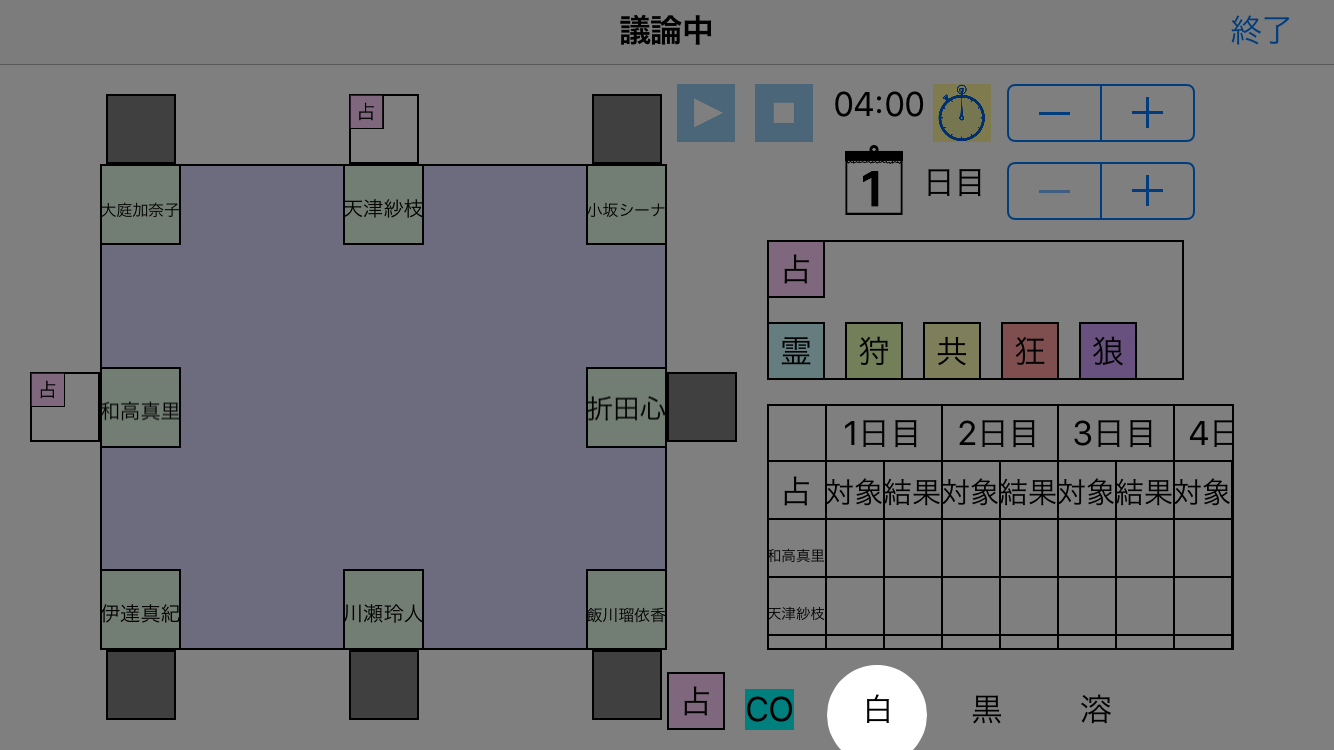 議論中
終了
占
04:00
1 日目
大庭加奈子
天津紗枝
小坂シーナ
占
霊 狩 共 狂 狼
占
和高真里
折田心
1日目 2日目 3日目 4日
占 対象 結果 対象 結果 対象 結果 対象
和高真里
天津紗枝
伊達真紀
川瀬玲人
飯川瑠依香
占 CO 白 黒 溶